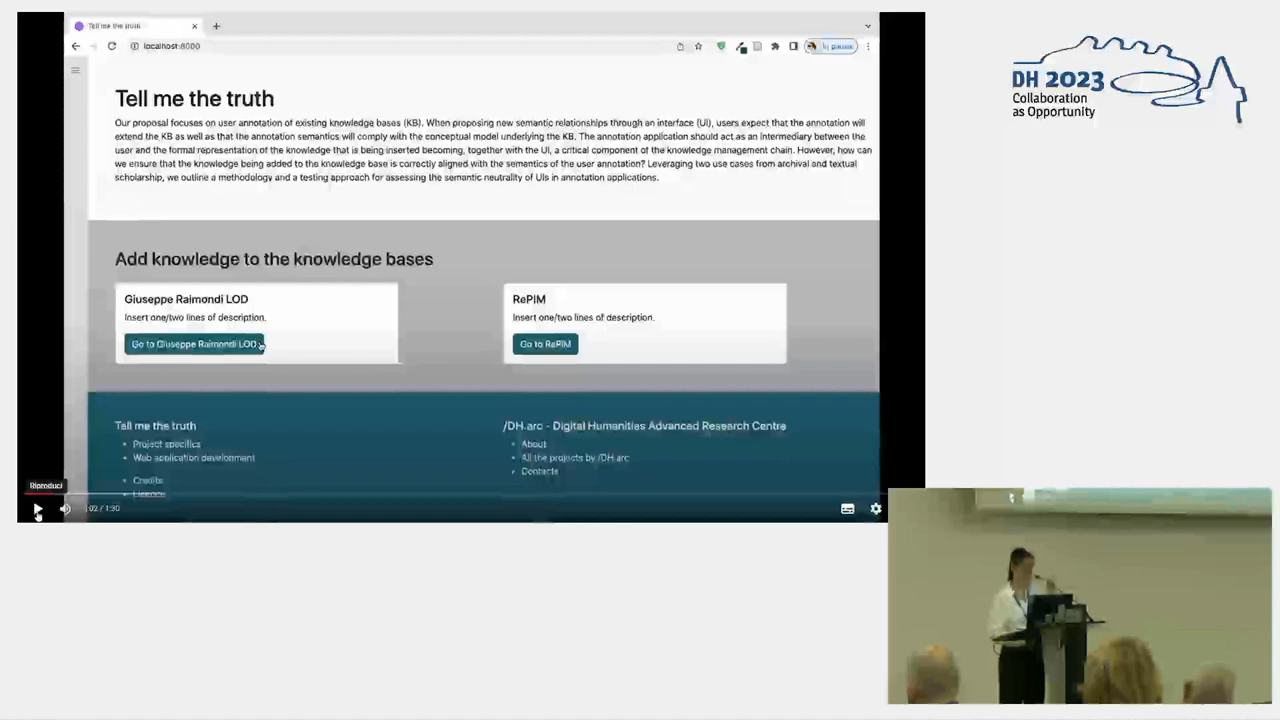 Tell me the truth
localhost:8000
Tell me the truth
Our proposal focuses on user annotation of existing knowledge bases (KB). When proposing new semantic relationships through an interface (UI), users expect that the annotation will
extend the KB as well as that the annotation semantics will comply with the conceptual model underlying the KB. The annotation application should act as an intermediary between the
user and the formal representation of the knowledge that is being inserted becoming, together with the UI, a critical component of the knowledge management chain. However, how can
we ensure that the knowledge being added to the knowledge base is correctly aligned with the semantics of the user annotation? Leveraging two use cases from archival and textual
scholarship, we outline a methodology and a testing approach for assessing the semantic neutrality of UIs in annotation applications.
Add knowledge to the knowledge bases
Giuseppe Raimondi LOD
Insert one/two lines of description.
Go to Giuseppe Raimondi LOD
RePIM
Insert one/two lines of description.
Go to RePIM
Tell me the truth
Project specifics
Web application development
Credits
Licence
/DH.arc - Digital Humanities Advanced Research Centre
About
All the projects by /DH.arc
Contacts
Riproduci
:02 / 1:30
DH 2023
Collaboration
as Opportunity